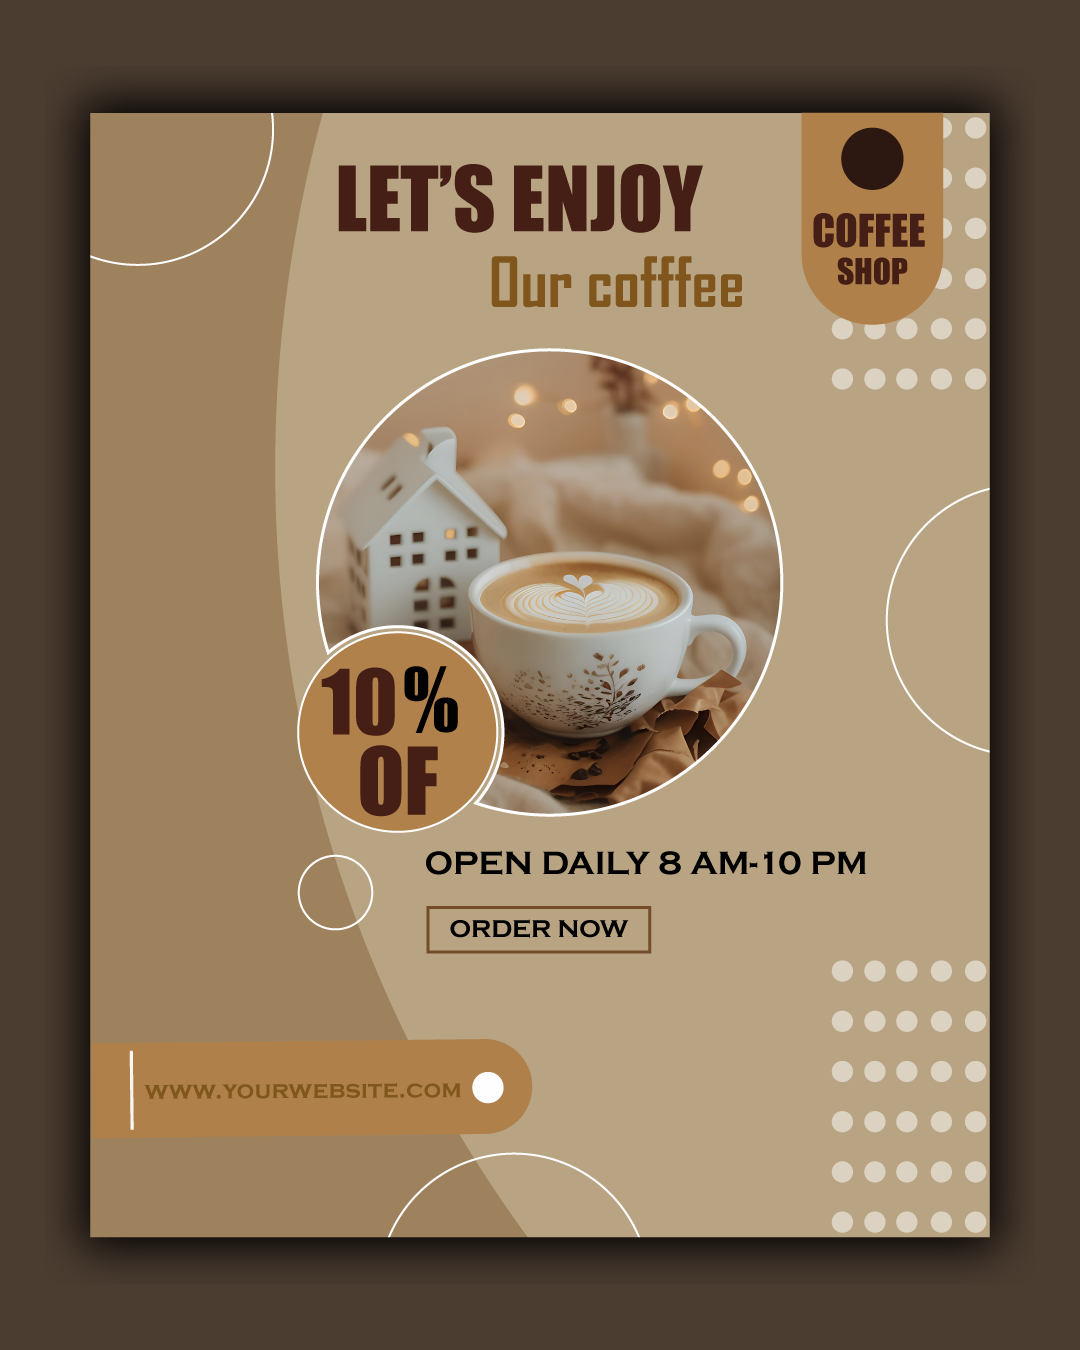 LET'S ENJOY
Our cofffee
COFFEE
SHOP
10%
OF
OPEN DAILY 8 AM-10 PM
ORDER NOW
WWW.YOURWEBSITE.COM